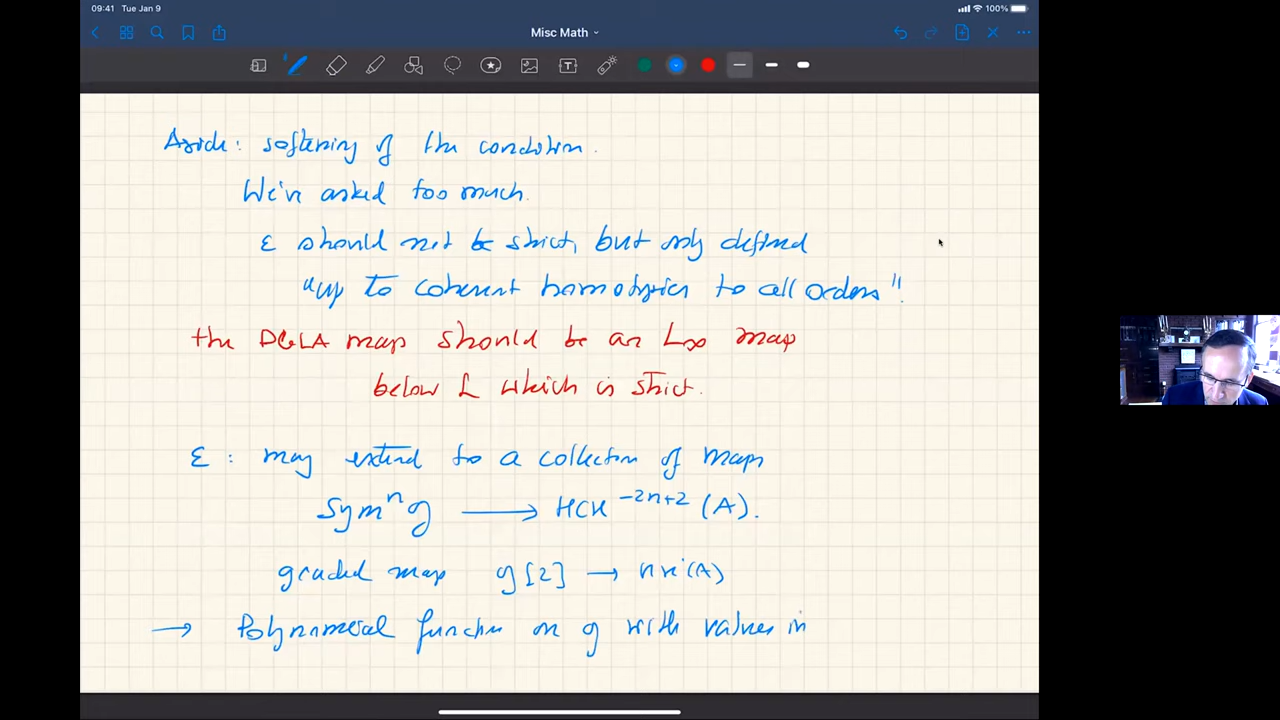 09:41 Tue Jan 9
100%
Misc Math
Aside: softening of the condition.
We've asked too much.
ε should not be strict, but only defined
"up to coherent homotopies to all orders".
the DGLA map should be an L∞ map
below L which is strict.
ε: may extend to a collection of maps
Symⁿ g ⟶ HCH⁻²ⁿ⁺² (A).
graded map g[2] → (A)
→ Polynomial function on g with values in